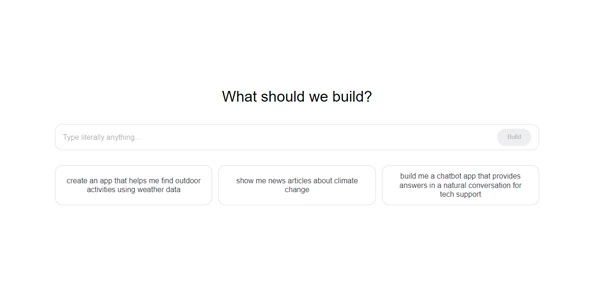 What should we build?
Type literally anything...
Build
create an app that helps me find outdoor
activities using weather data
show me news articles about climate
change
build me a chatbot app that provides
answers in a natural conversation for
tech support